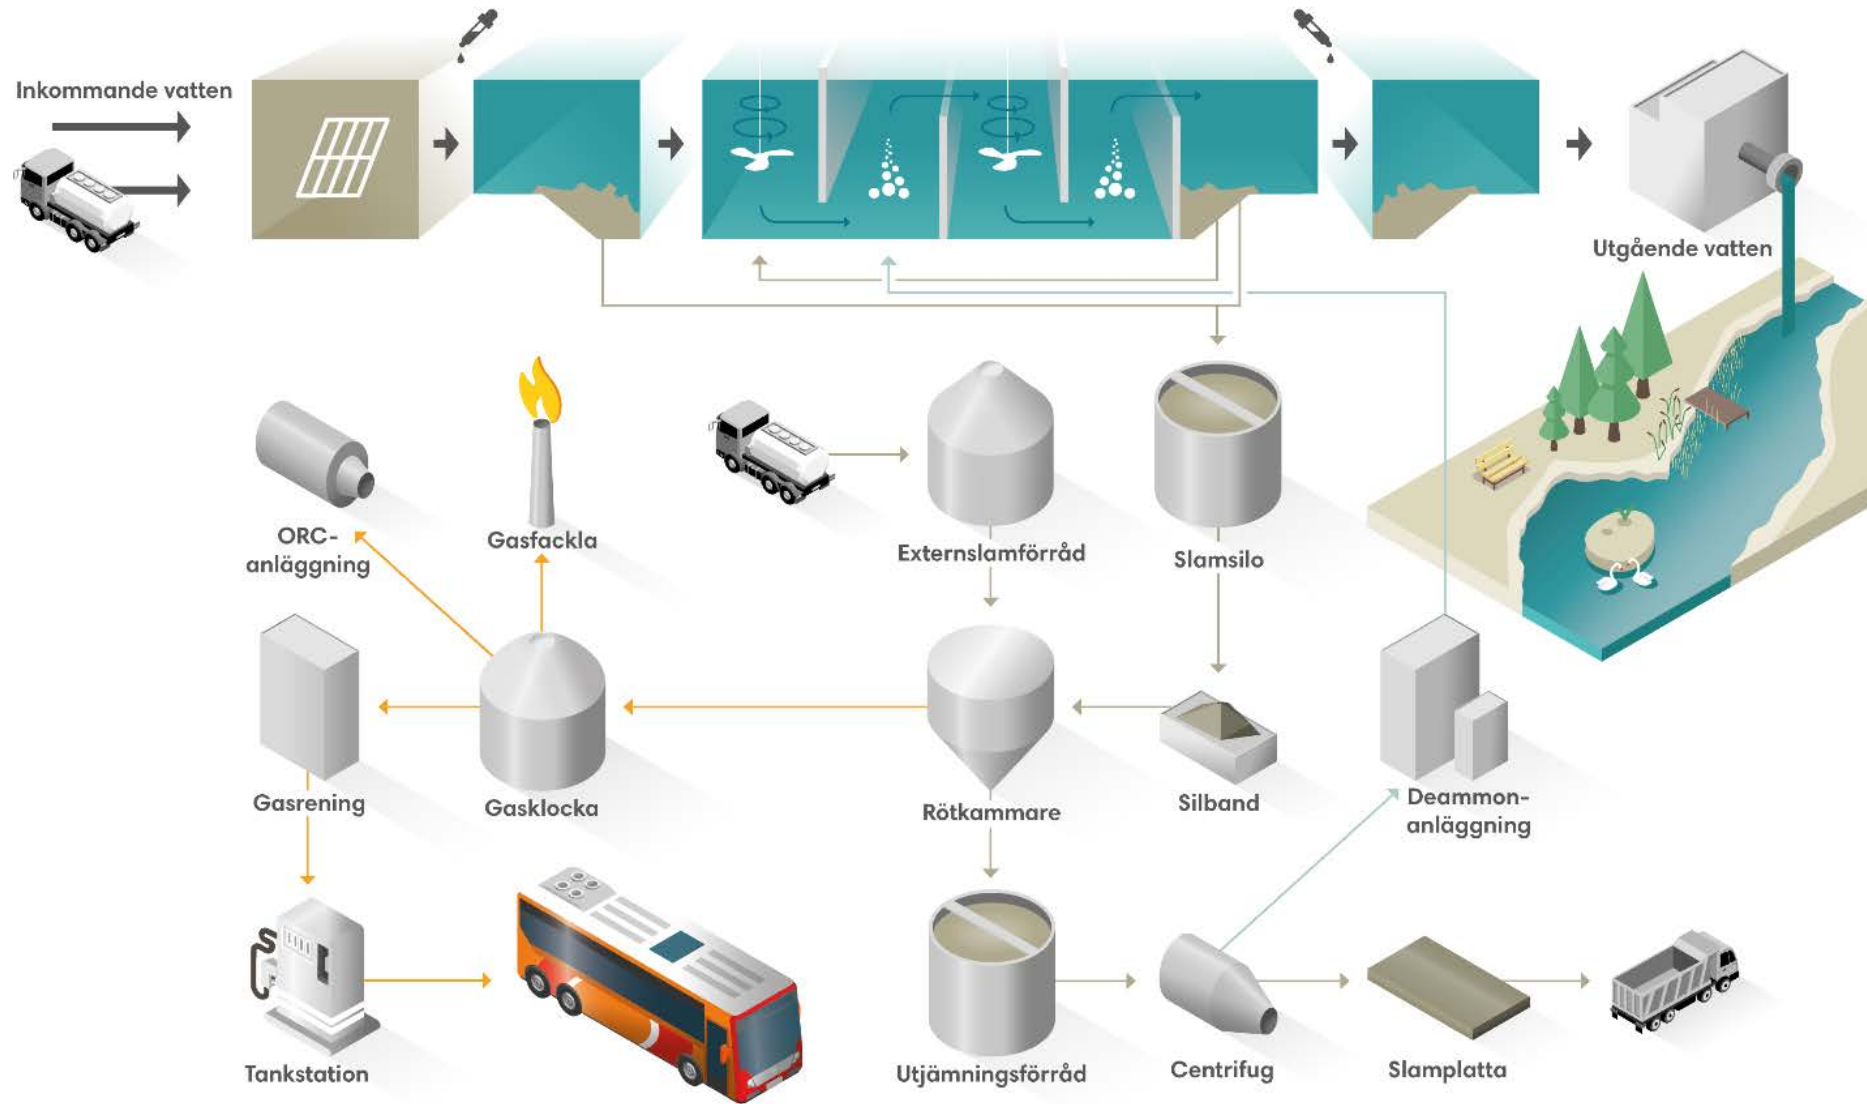 Inkommande vatten
Utgående vatten
ORC-
anläggning
Gasfackla
Externslamförråd
Slamsilo
Gasrening
Gasklocka
Rötkammare
Silband
Deammon-
anläggning
Tankstation
Utjämningsförråd
Centrifug
Slamplatta